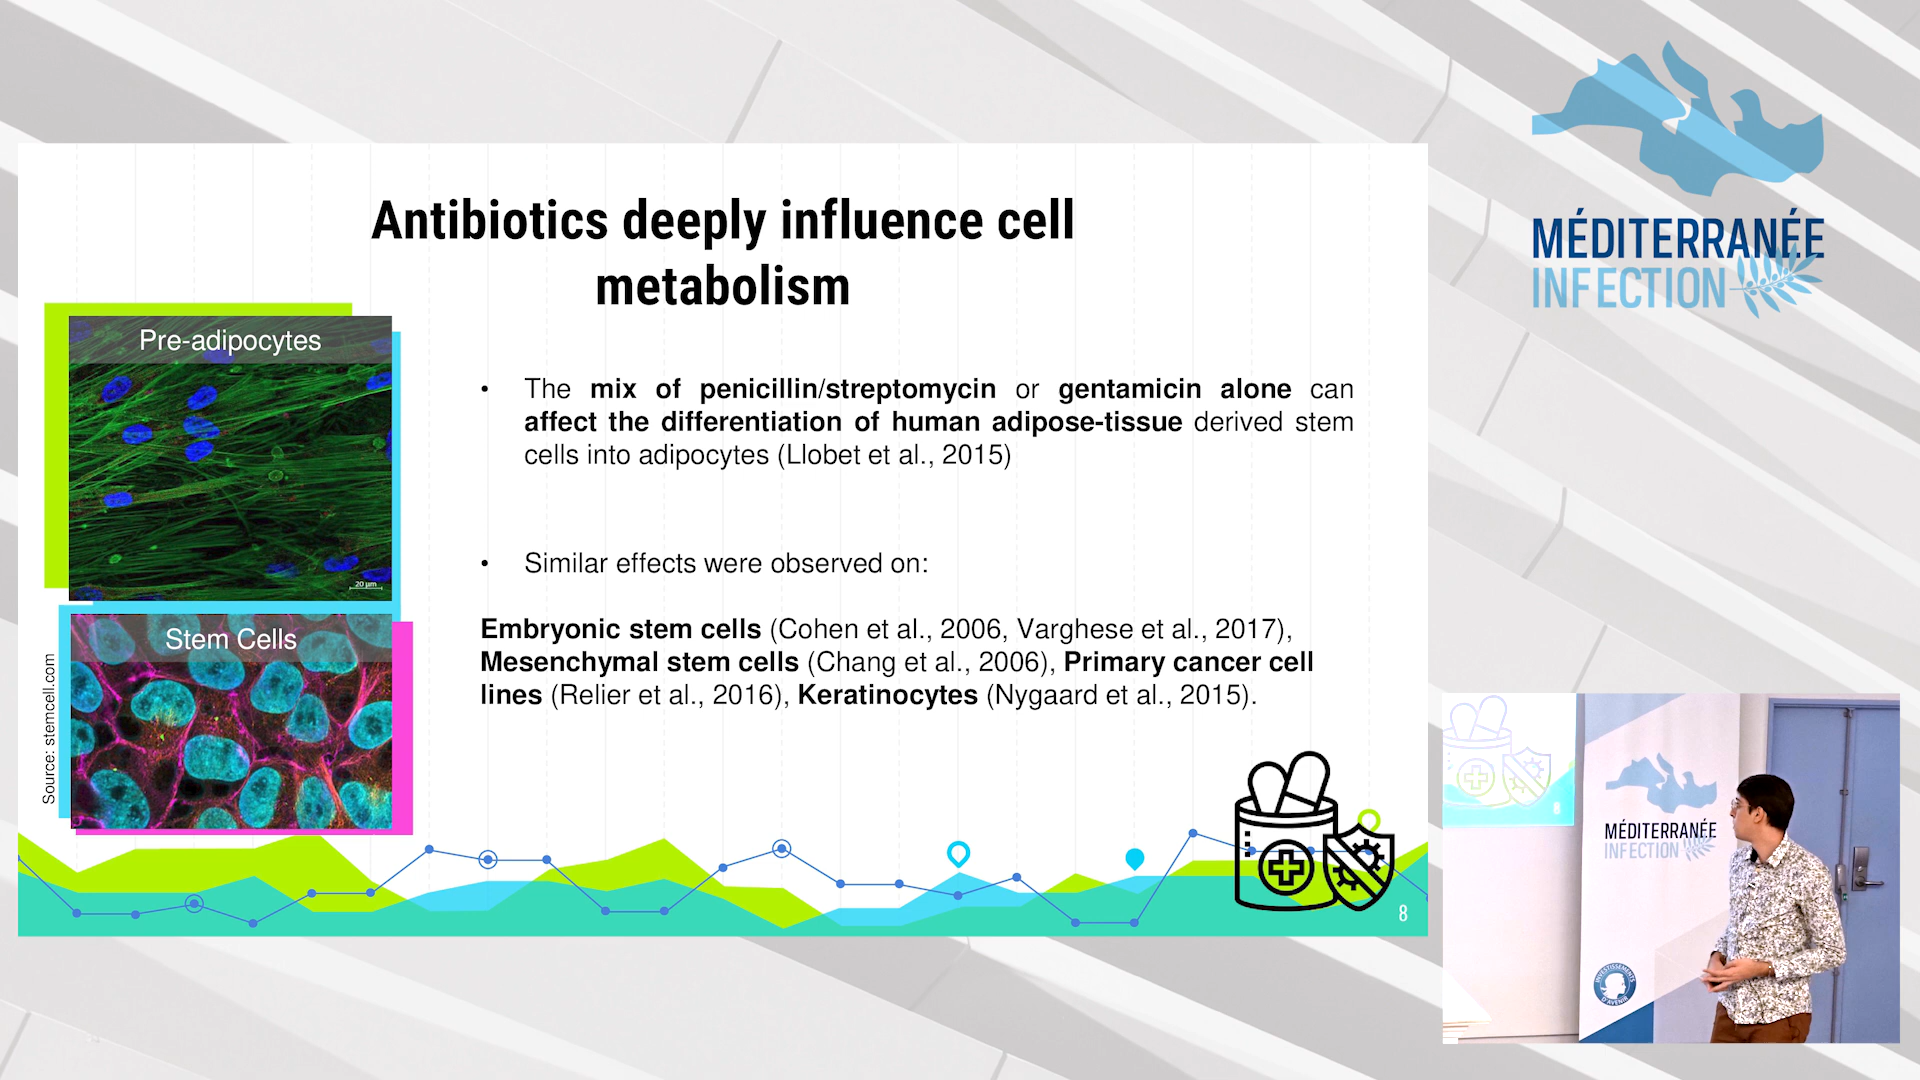 MÉDITERRANÉE
INFECTION
Antibiotics deeply influence cell
metabolism
Pre-adipocytes
20 µm
Stem Cells
Source: stemcell.com
• The mix of penicillin/streptomycin or gentamicin alone can
affect the differentiation of human adipose-tissue derived stem
cells into adipocytes (Llobet et al., 2015)
• Similar effects were observed on:
Embryonic stem cells (Cohen et al., 2006, Varghese et al., 2017),
Mesenchymal stem cells (Chang et al., 2006), Primary cancer cell
lines (Relier et al., 2016), Keratinocytes (Nygaard et al., 2015).
8
8
MÉDITERRANÉE
INFECTION
INVESTISSEMENTS
D'AVENIR